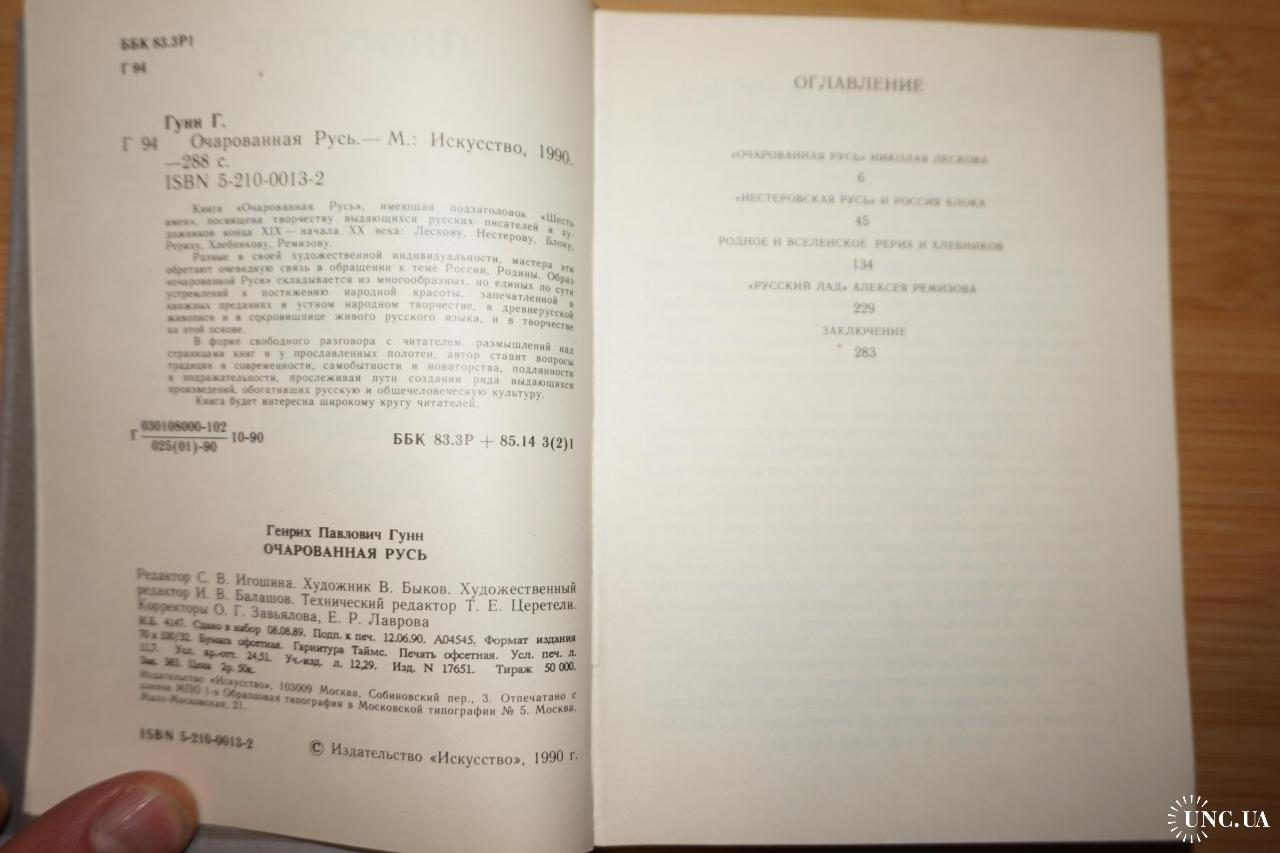 ББК 83.3Р1
Г 94
Гунн Г.
Г 94 Очарованная Русь.— М.: Искусство, 1990.
—288 с.
ISBN 5-210-0013-2
Книга «Очарованная Русь», имеющая подзаголовок «Шесть
имен», посвящена творчеству выдающихся русских писателей и ху-
дожников конца XIX — начала XX века: Лескову, Нестерову, Блоку,
Рериху, Хлебникову, Ремизову.
Разные в своей художественной индивидуальности, мастера эти
обретают очевидную связь в обращении к теме России, Родины. Образ
«очарованной Руси» складывается из многообразных, но единых по сути
устремлений к постижению народной красоты, запечатленной в
книжных преданиях и устном народном творчестве, в древнерусской
живописи и в сокровищнице живого русского языка, и в творчестве
на этой основе.
В форме свободного разговора с читателем, размышлений над
страницами книг и у прославленных полотен, автор ставит вопросы
традиции и современности, самобытности и новаторства, подлинности
и подражательности, прослеживая пути создания ряда выдающихся
произведений, обогативших русскую и общечеловеческую культуру.
Книга будет интересна широкому кругу читателей.
Г 030108000-102 10-90
025(01)-90
ББК 83.3Р + 85.14 3(2)1
Генрих Павлович Гунн
ОЧАРОВАННАЯ РУСЬ
Редактор С. В. Игошина. Художник В. Быков. Художественный
редактор И. В. Балашов. Технический редактор Т. Е. Церетели.
Корректоры О. Г. Завьялова, Е. Р. Лаврова
И.Б. 4147. Сдано в набор 08.08.89. Подп. к печ. 12.06.90. А04545. Формат издания
70 х 100/32. Бумага офсетная. Гарнитура Таймс. Печать офсетная. Усл. печ. л.
11,7. Усл. кр.-отт. 24,51. Уч.-изд. л. 12,29. Изд. N 17651. Тираж 50 000.
Зак. 363. Цена 2р. 50к.
Издательство «Искусство», 103009 Москва, Собиновский пер., 3. Отпечатано с
пленок МПО 1-я Образцовая типография в Московской типографии № 5. Москва,
Мало-Московская, 21.
ISBN 5-210-0013-2
© Издательство «Искусство», 1990 г.
ОГЛАВЛЕНИЕ
«ОЧАРОВАННАЯ РУСЬ» НИКОЛАЯ ЛЕСКОВА
6
«НЕСТЕРОВСКАЯ РУСЬ» И РОССИЯ БЛОКА
45
РОДНОЕ И ВСЕЛЕНСКОЕ. РЕРИХ И ХЛЕБНИКОВ
134
«РУССКИЙ ЛАД» АЛЕКСЕЯ РЕМИЗОВА
229
ЗАКЛЮЧЕНИЕ
283
UNC.UA